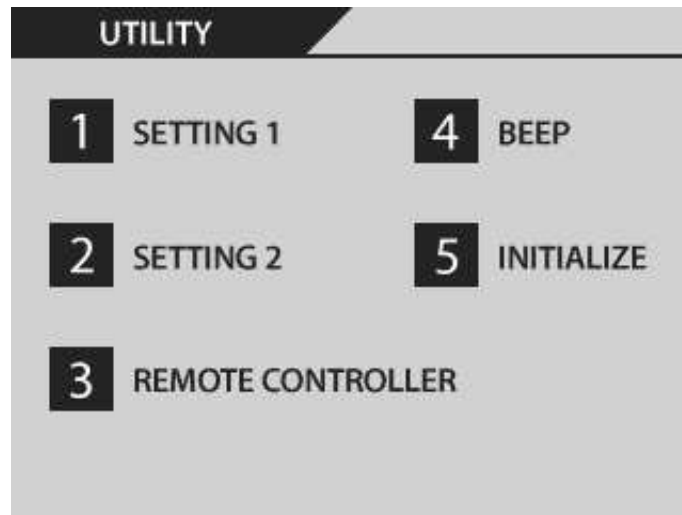 UTILITY
1 SETTING 1
4 BEEP
2 SETTING 2
5 INITIALIZE
3 REMOTE CONTROLLER